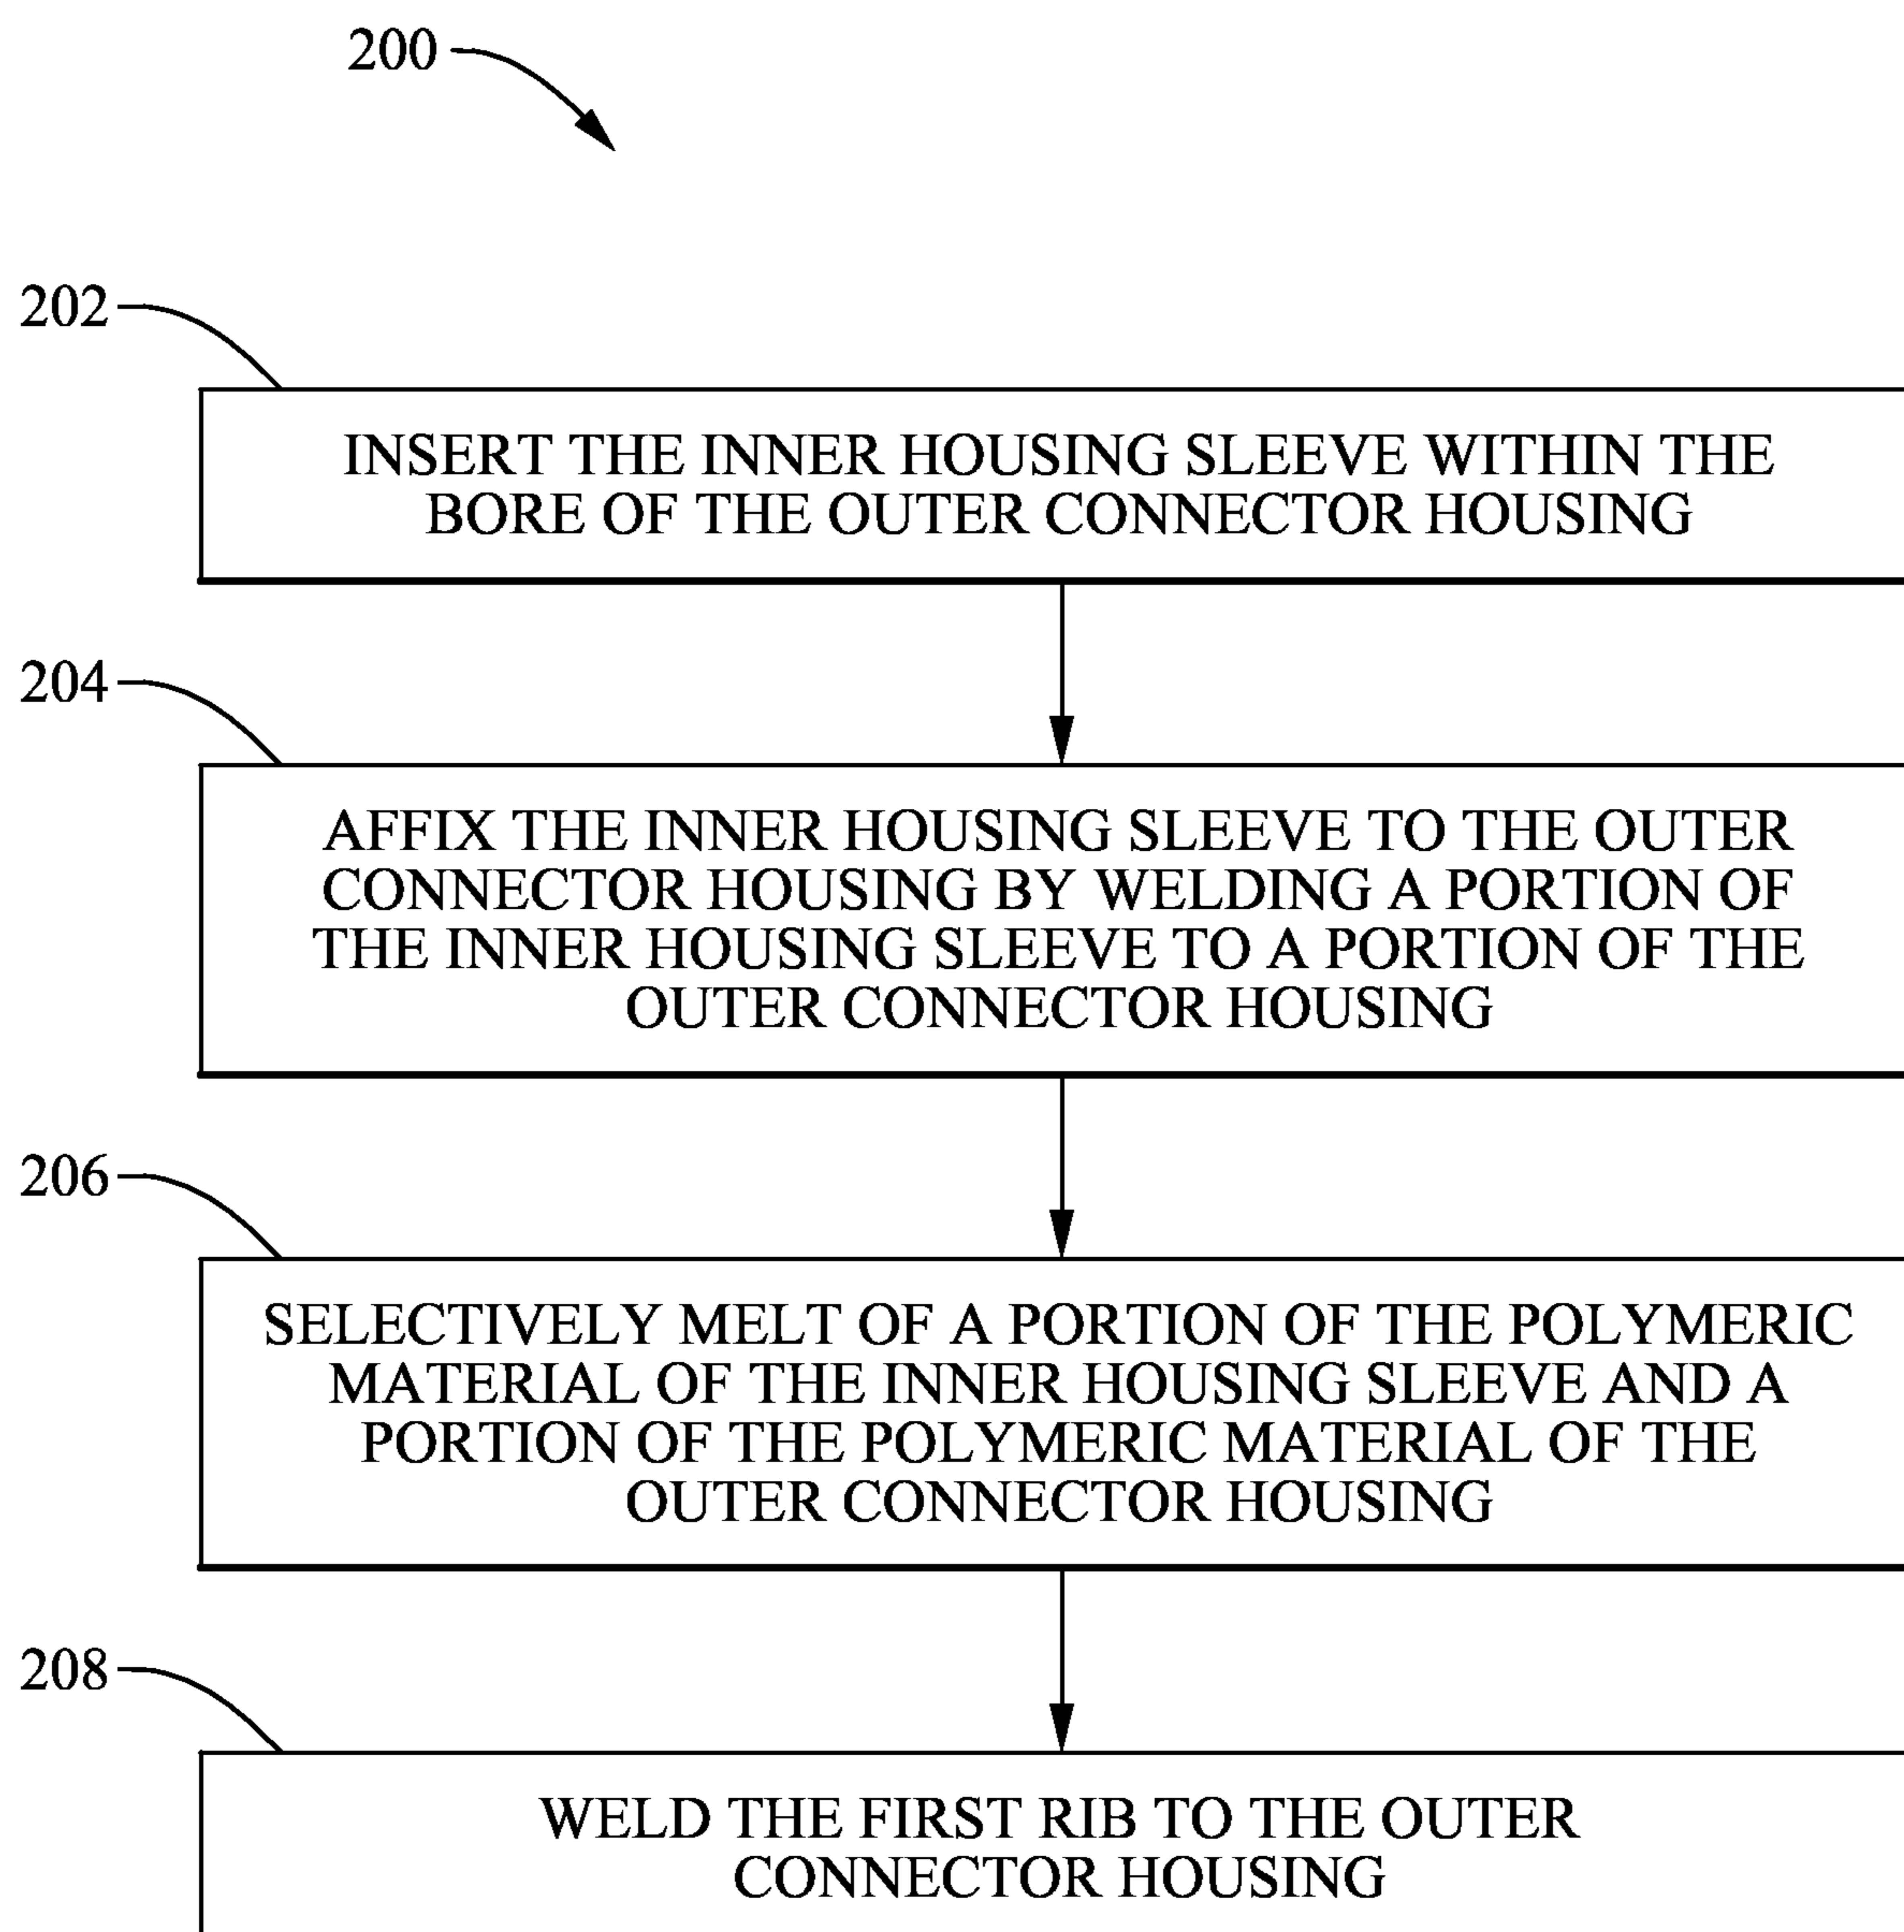 200
202
INSERT THE INNER HOUSING SLEEVE WITHIN THE
BORE OF THE OUTER CONNECTOR HOUSING
204
AFFIX THE INNER HOUSING SLEEVE TO THE OUTER
CONNECTOR HOUSING BY WELDING A PORTION OF
THE INNER HOUSING SLEEVE TO A PORTION OF THE
OUTER CONNECTOR HOUSING
206
SELECTIVELY MELT OF A PORTION OF THE POLYMERIC
MATERIAL OF THE INNER HOUSING SLEEVE AND A
PORTION OF THE POLYMERIC MATERIAL OF THE
OUTER CONNECTOR HOUSING
208
WELD THE FIRST RIB TO THE OUTER
CONNECTOR HOUSING